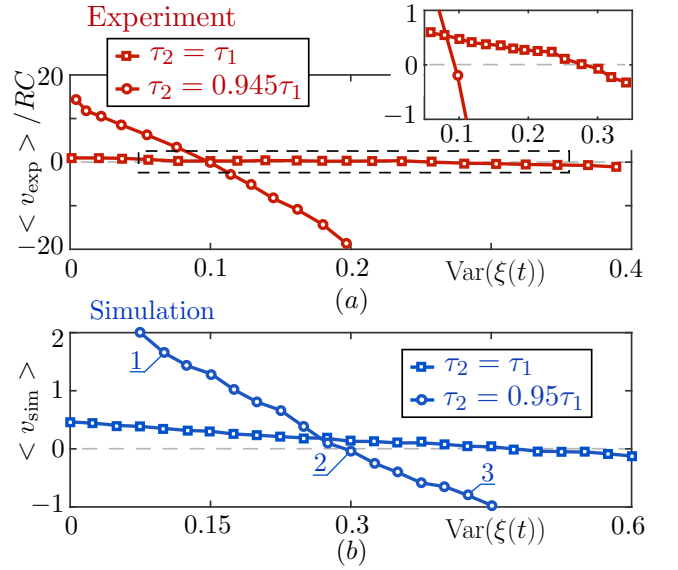 Experiment
τ₂ = τ₁
τ₂ = 0.945τ₁
1
0
−1
0.1 0.2 0.3
− < v_exp > /RC
20
0
−20
0 0.1 0.2 Var(ξ(t)) 0.4
(a)
Simulation
τ₂ = τ₁
τ₂ = 0.95τ₁
< v_sim >
2
1
0
−1
1
2
3
0 0.15 0.3 Var(ξ(t)) 0.6
(b)